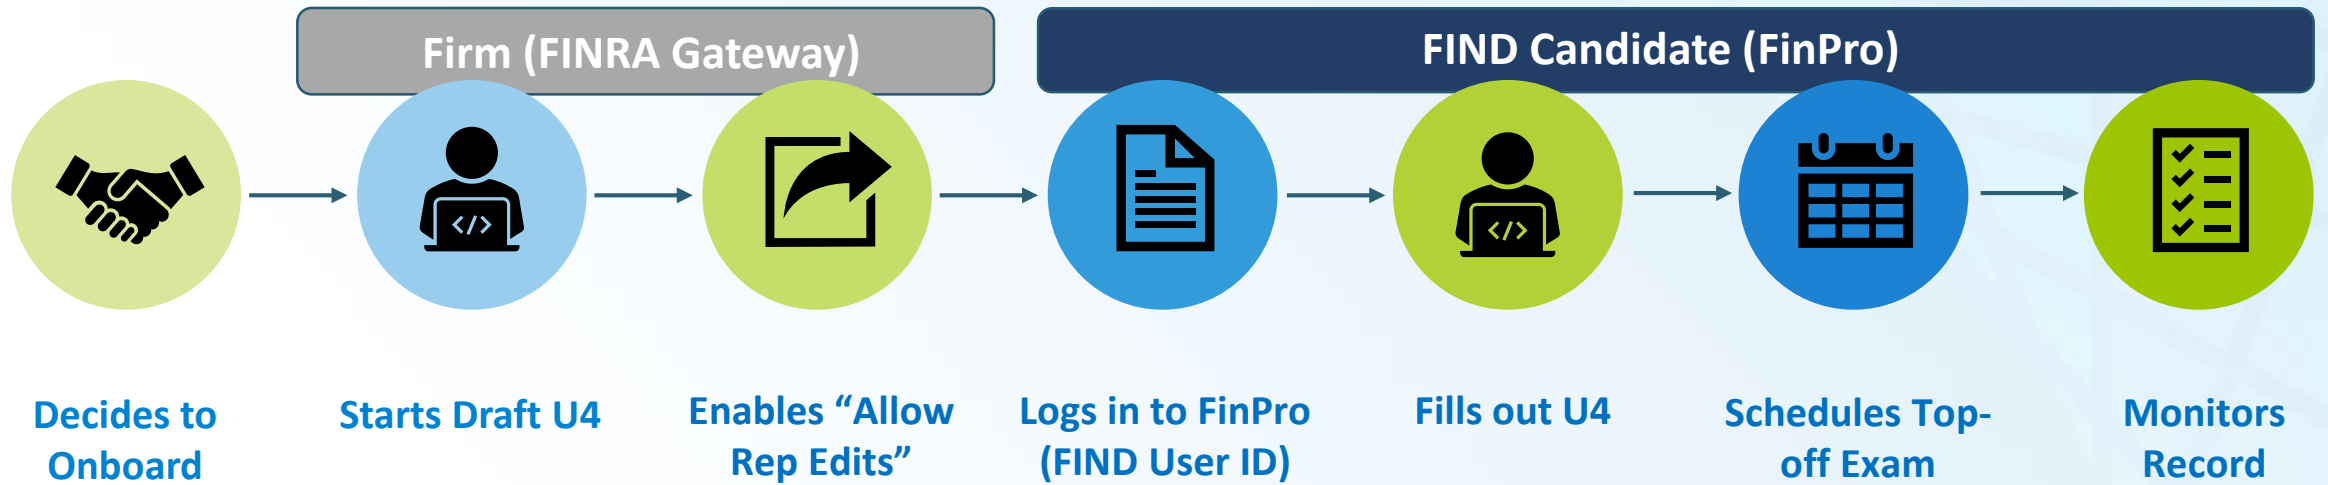 Firm (FINRA Gateway)
FIND Candidate (FinPro)
</>
</>
Decides to
Onboard
Starts Draft U4
Enables “Allow
Rep Edits”
Logs in to FinPro
(FIND User ID)
Fills out U4
Schedules Top-
off Exam
Monitors
Record